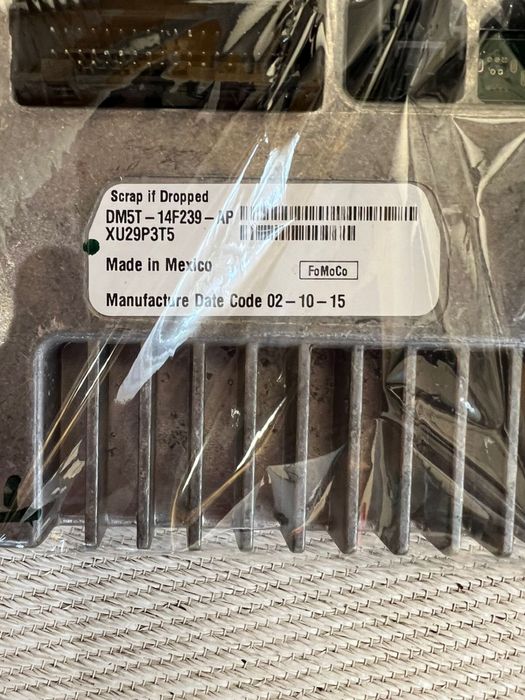 Scrap if Dropped
DM5T-14F239-AP
XU29P3T5
Made in Mexico
FoMoCo
Manufacture Date Code 02-10-15